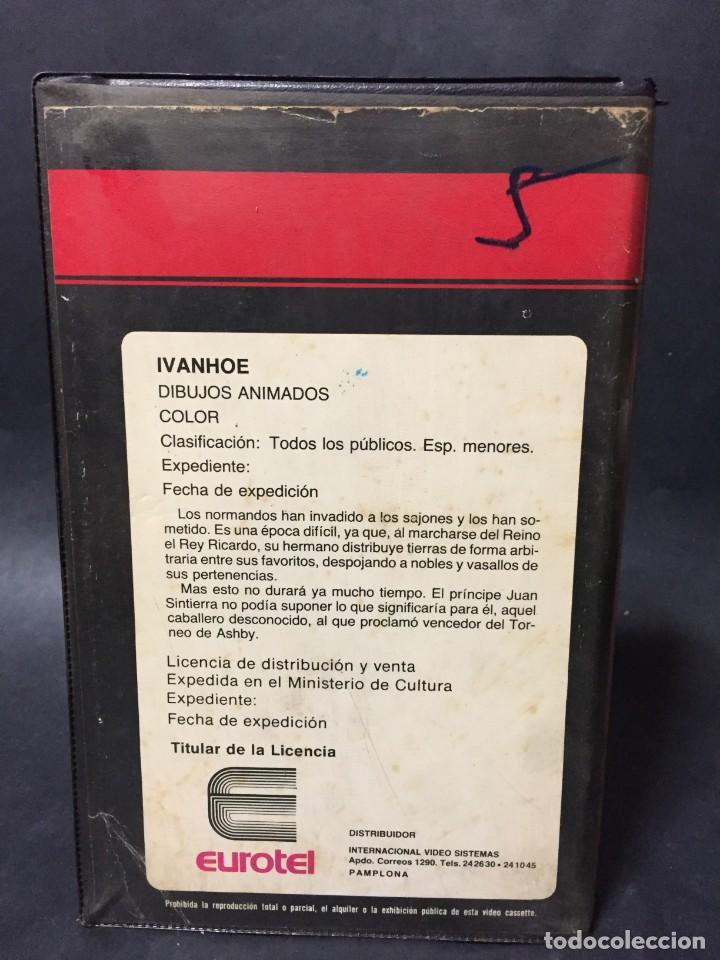 5
IVANHOE
DIBUJOS ANIMADOS
COLOR
Clasificación: Todos los públicos. Esp. menores.
Expediente:
Fecha de expedición
Los normandos han invadido a los sajones y los han so-
metido. Es una época difícil, ya que, al marcharse del Reino
el Rey Ricardo, su hermano distribuye tierras de forma arbi-
traria entre sus favoritos, despojando a nobles y vasallos de
sus pertenencias.
Mas esto no durará ya mucho tiempo. El príncipe Juan
Sintierra no podía suponer lo que significaría para él, aquel
caballero desconocido, al que proclamó vencedor del Tor-
neo de Ashby.
Licencia de distribución y venta
Expedida en el Ministerio de Cultura
Expediente:
Fecha de expedición
Titular de la Licencia
eurotel
DISTRIBUIDOR
INTERNACIONAL VIDEO SISTEMAS
Apdo. Correos 1290. Tels. 242630 - 241045
PAMPLONA
Prohibida la reproducción total o parcial, el alquiler o la exhibición pública de esta video cassette.
todocoleccion.net